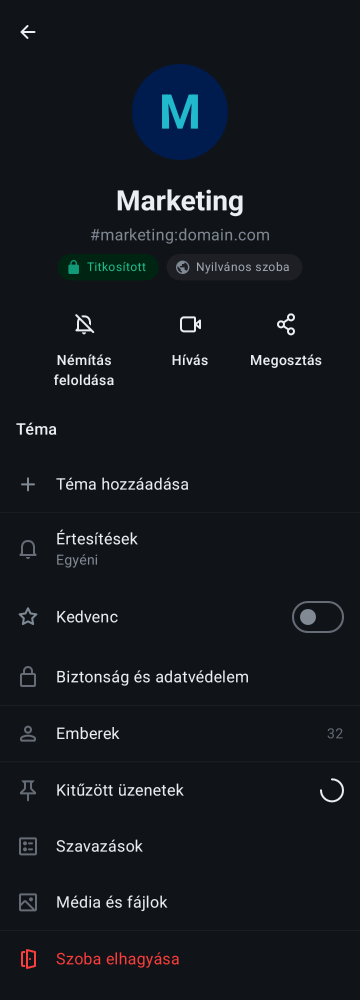 M
Marketing
#marketing:domain.com
Titkosított
Nyilvános szoba
Némítás
feloldása
Hívás
Megosztás
Téma
Téma hozzáadása
Értesítések
Egyéni
Kedvenc
Biztonság és adatvédelem
Emberek
32
Kitűzött üzenetek
Szavazások
Média és fájlok
Szoba elhagyása